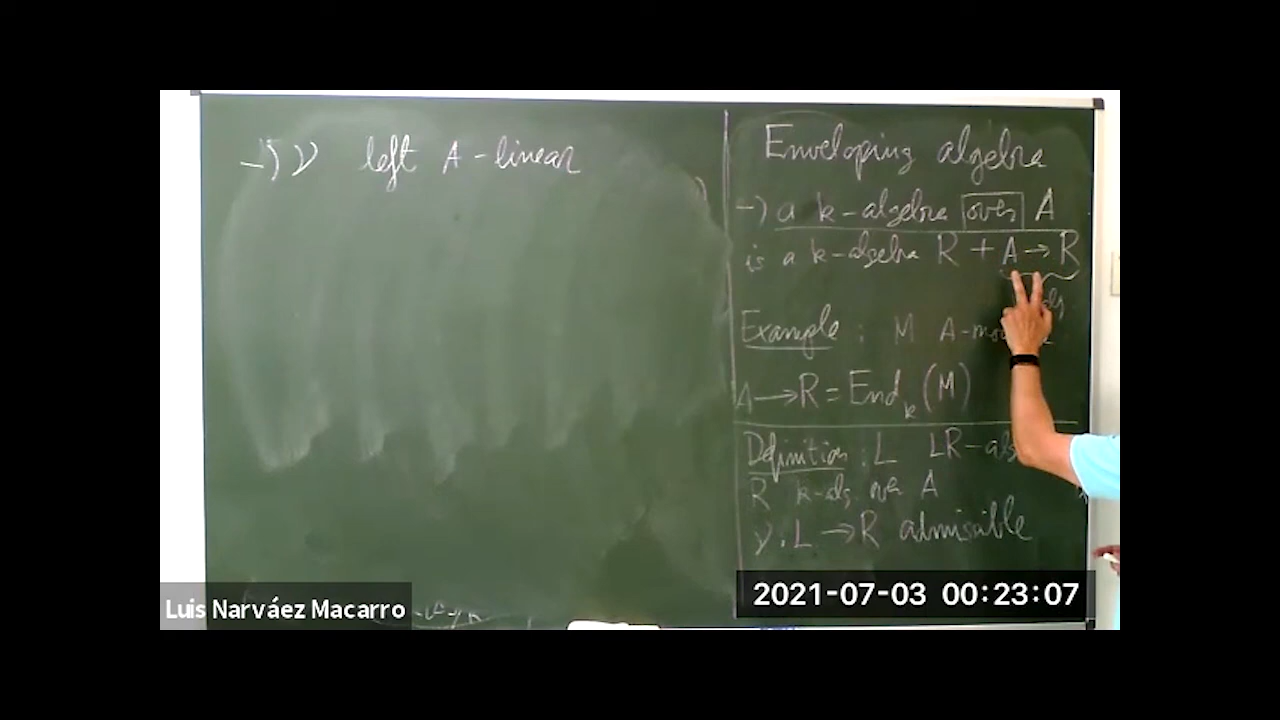 -) ν left A-linear
Enveloping algebra
-) a k-algebra over A
is a k-algebra R + A → R
Example : M A-mo
A → R = End_k (M)
Definition : L LR-alg
R k-alg. over A
ν: L → R admissible
Luis Narváez Macarro
2021-07-03 00:23:07